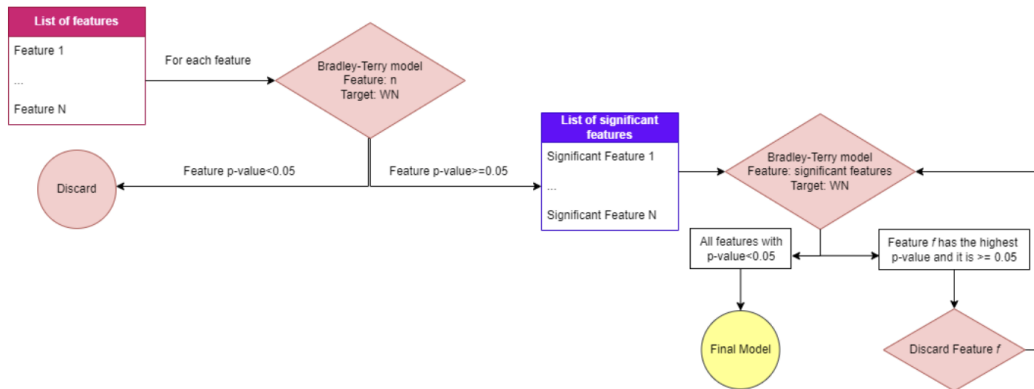 List of features
Feature 1
...
Feature N
For each feature
Bradley-Terry model
Feature: n
Target: WN
Discard
Feature p-value<0.05
Feature p-value>=0.05
List of significant
features
Significant Feature 1
...
Significant Feature N
Bradley-Terry model
Feature: significant features
Target: WN
All features with
p-value<0.05
Feature f has the highest
p-value and it is >= 0.05
Final Model
Discard Feature f